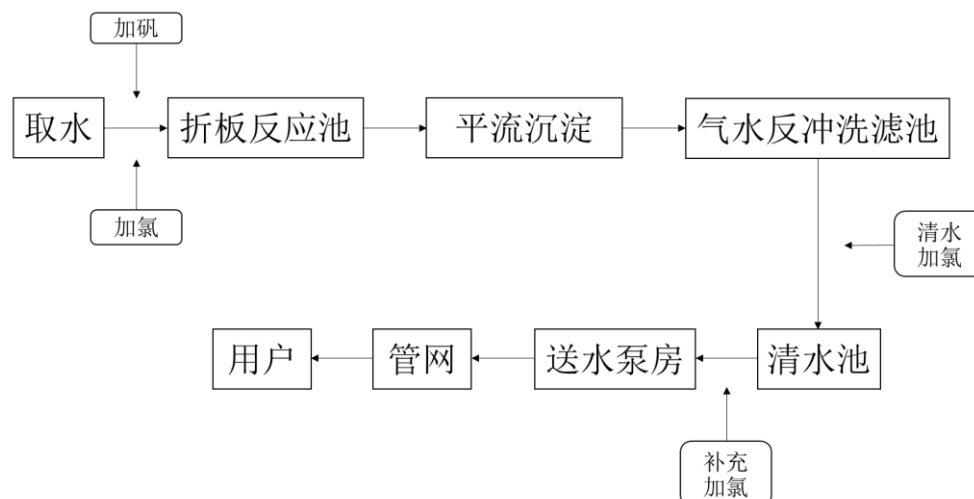 加矾
取水
折板反应池
平流沉淀
气水反冲洗滤池
加氯
清水
加氯
用户
管网
送水泵房
清水池
补充
加氯